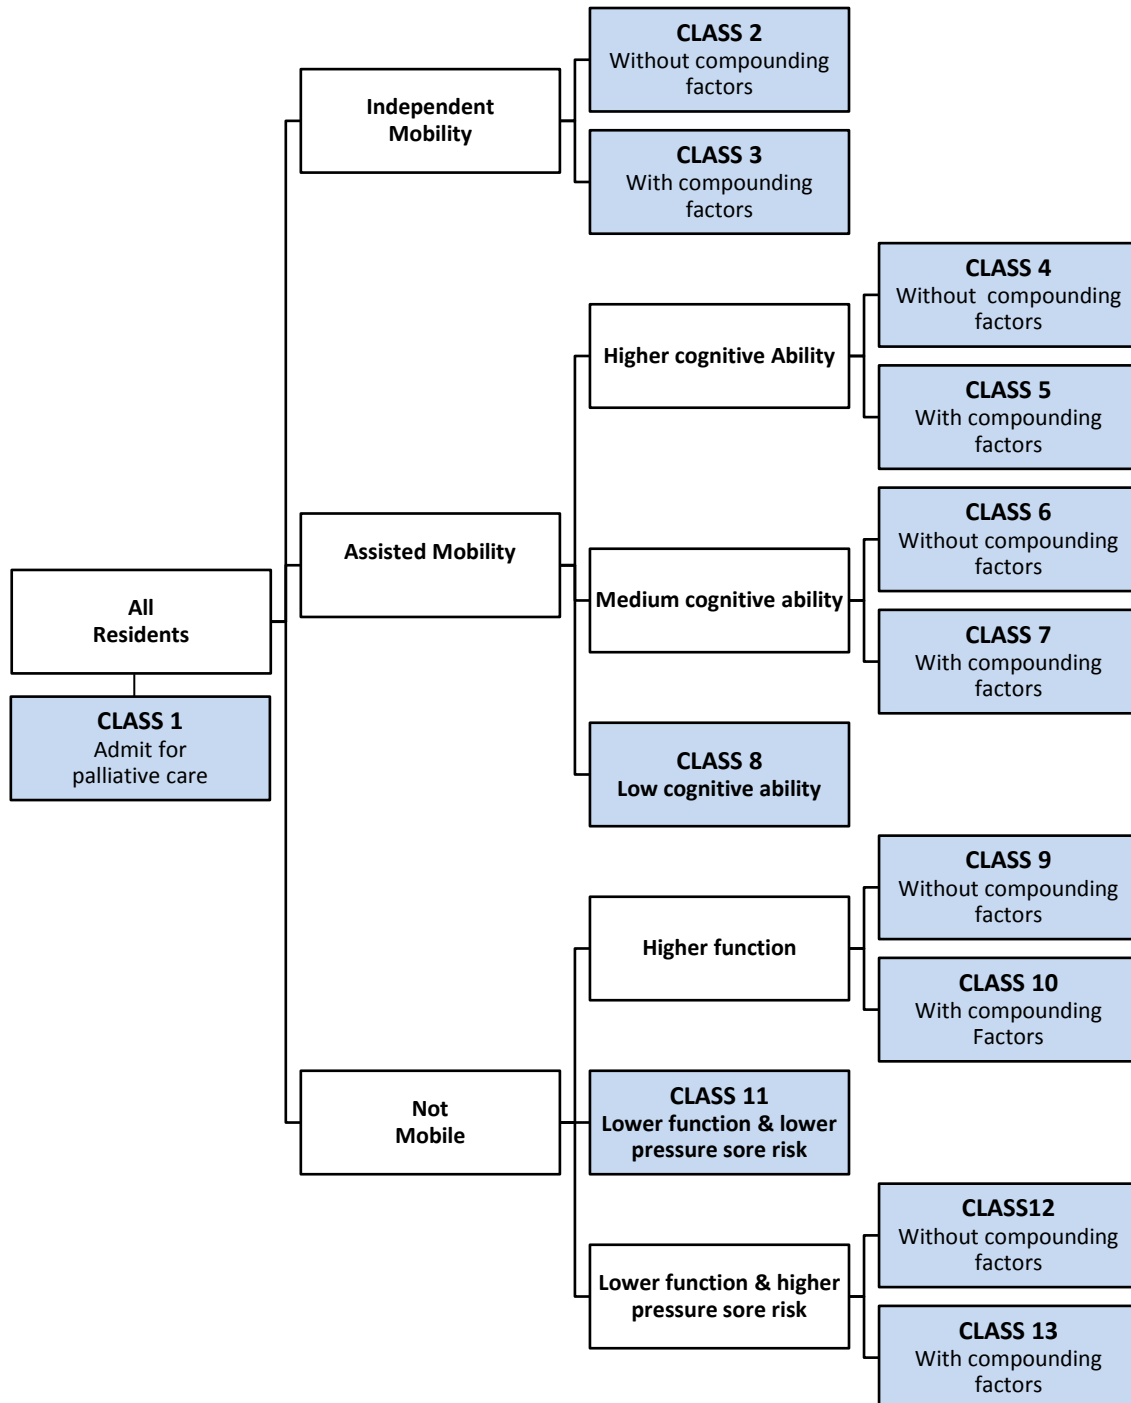 CLASS 2
Without compounding
factors
Independent
Mobility
CLASS 3
With compounding
factors
CLASS 4
Without  compounding
factors
Higher cognitive Ability
CLASS 5
With compounding
factors
CLASS 6
Without compounding
factors
Assisted Mobility
Medium cognitive ability
All
Residents
CLASS 7
With compounding
factors
CLASS 1
Admit for
palliative care
CLASS 8
Low cognitive ability
CLASS 9
Without compounding
factors
Higher function
CLASS 10
With compounding
Factors
Not
Mobile
CLASS 11
Lower function & lower
pressure sore risk
CLASS12
Without compounding
factors
Lower function & higher
pressure sore risk
CLASS 13
With compounding
factors